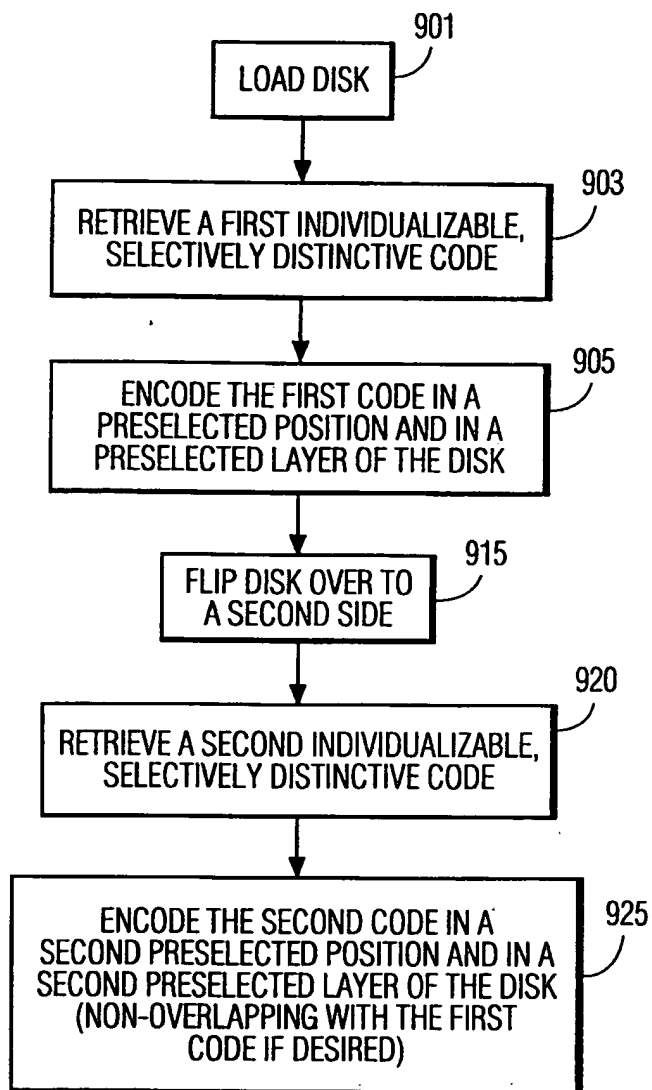 901
LOAD DISK
903
RETRIEVE A FIRST INDIVIDUALIZABLE,
SELECTIVELY DISTINCTIVE CODE
905
ENCODE THE FIRST CODE IN A
PRESELECTED POSITION AND IN A
PRESELECTED LAYER OF THE DISK
915
FLIP DISK OVER TO
A SECOND SIDE
920
RETRIEVE A SECOND INDIVIDUALIZABLE,
SELECTIVELY DISTINCTIVE CODE
925
ENCODE THE SECOND CODE IN A
SECOND PRESELECTED POSITION AND IN A
SECOND PRESELECTED LAYER OF THE DISK
(NON-OVERLAPPING WITH THE FIRST
CODE IF DESIRED)